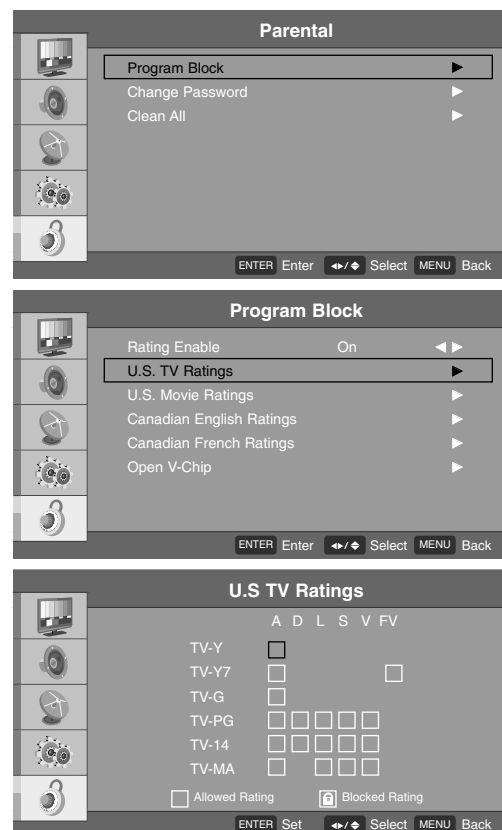 Parental
Program Block
Change Password
Clean All
ENTER Enter Select MENU Back
Program Block
Rating Enable On
U.S. TV Ratings
U.S. Movie Ratings
Canadian English Ratings
Canadian French Ratings
Open V-Chip
ENTER Enter Select MENU Back
U.S TV Ratings
A D L S V FV
TV-Y
TV-Y7
TV-G
TV-PG
TV-14
TV-MA
Allowed Rating Blocked Rating
ENTER Set Select MENU Back